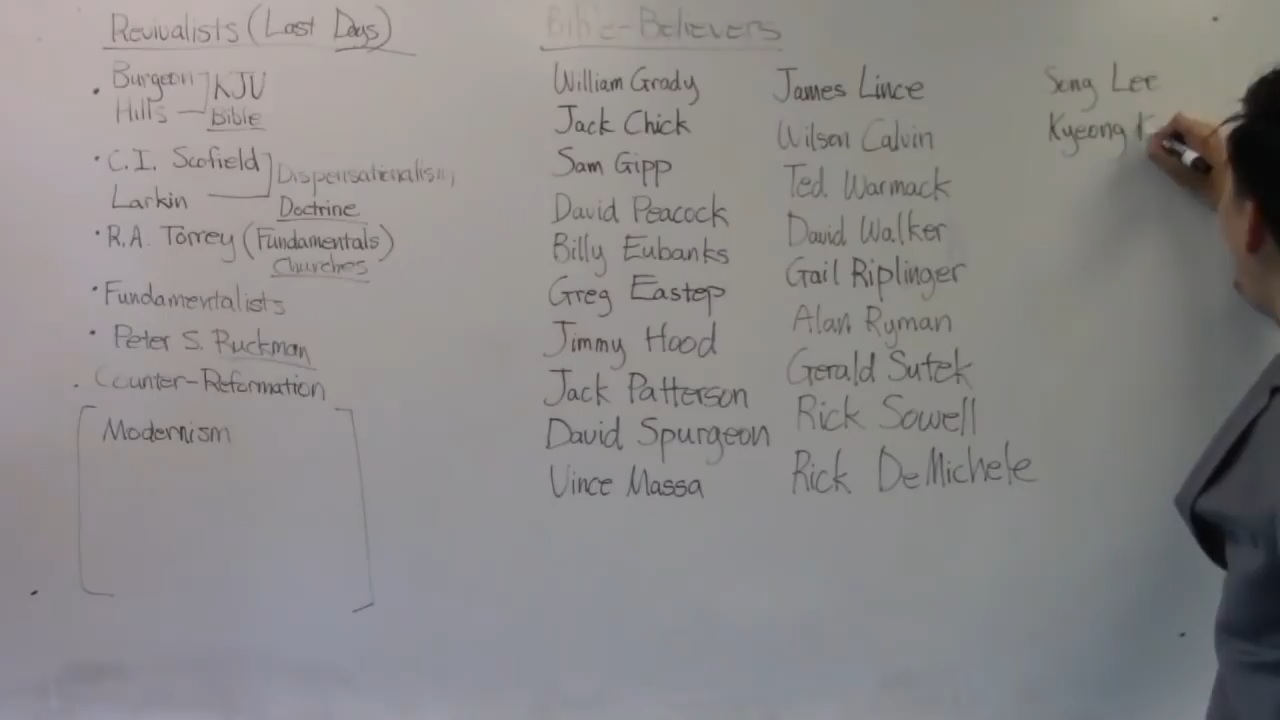 Revivalists (Last Days)
• Burgeon
Hills — KJV
Bible
• C.I. Scofield
Larkin — Dispensationalism,
Doctrine
• R.A. Torrey (Fundamentals)
Churches
• Fundamentalists
• Peter S. Ruckman
• Counter-Reformation
Modernism
Bible-Believers
William Grady
Jack Chick
Sam Gipp
David Peacock
Billy Eubanks
Greg Eastep
Jimmy Hood
Jack Patterson
David Spurgeon
Vince Massa
James Lince
Wilson Calvin
Ted Warmack
David Walker
Gail Riplinger
Alan Ryman
Gerald Sutek
Rick Sowell
Rick DeMichele
Song Lee
Kyeong K